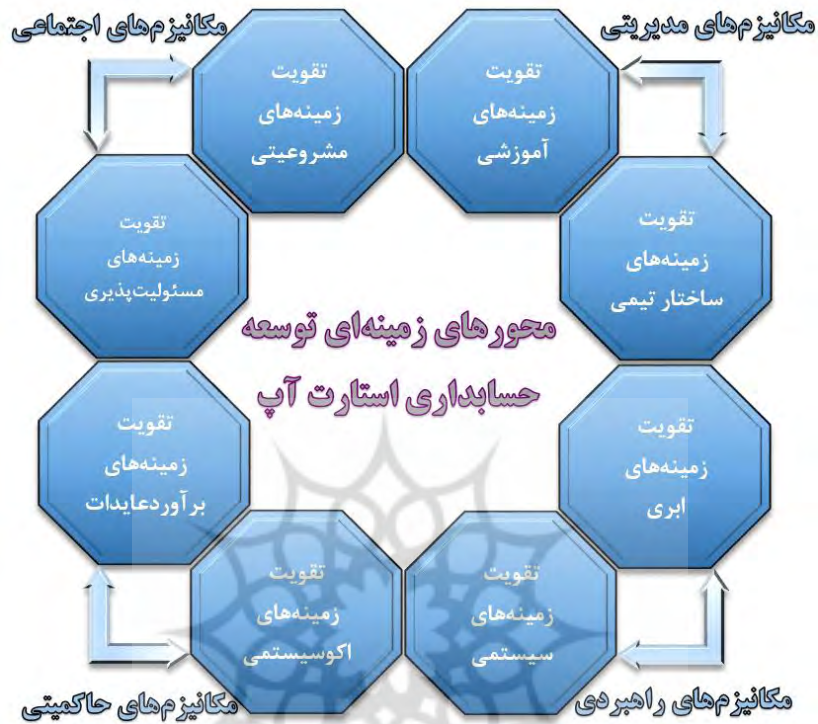 مکانیزم‌های مدیریتی
مکانیزم‌های اجتماعی
تقویت
زمینه‌های
آموزشی
تقویت
زمینه‌های
مشروعیتی
تقویت
زمینه‌های
ساختار تیمی
تقویت
زمینه‌های
مسئولیت‌پذیری
محورهای زمینه‌ای توسعه
حسابداری استارت آپ
تقویت
زمینه‌های
ابری
تقویت
زمینه‌های
برآوردعایدات
تقویت
زمینه‌های
سیستمی
تقویت
زمینه‌های
اکوسیستمی
مکانیزم‌های راهبردی
مکانیزم‌های حاکمیتی